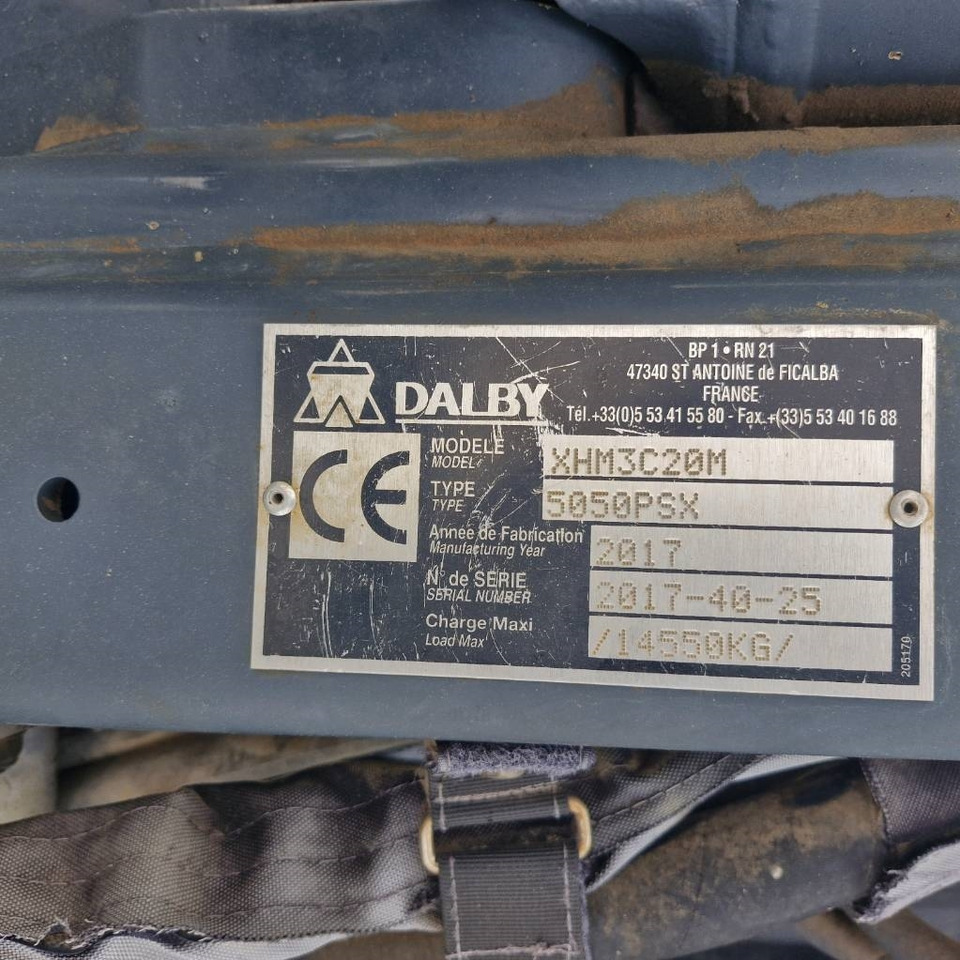 BP 1 • RN 21
47340 ST ANTOINE de FICALBA
FRANCE
Tél.+33(0)5 53 41 55 80 - Fax.+(33)5 53 40 16 88
DALBY
CE
MODELE XHM3C20M
MODEL
TYPE 5050PSX
TYPE
Année de Fabrication 2017
Manufacturing Year
N° de SERIE 2017-40-25
SERIAL NUMBER
Charge Maxi /14550KG/
Load Max
205170